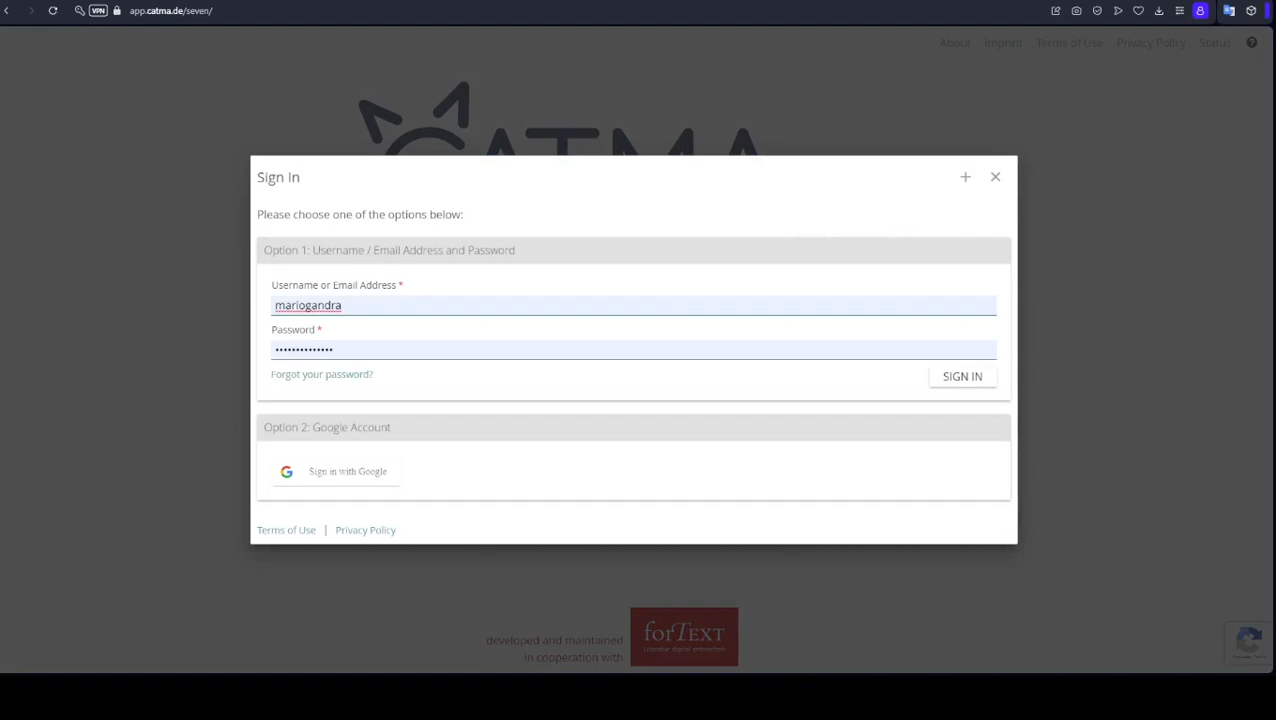 VPN app.catma.de/seven/
About Imprint Terms of Use Privacy Policy Status
CATMA
Sign In
Please choose one of the options below:
Option 1: Username / Email Address and Password
Username or Email Address *
mariogandra
Password *
••••••••••••••
Forgot your password?
SIGN IN
Option 2: Google Account
Sign in with Google
Terms of Use | Privacy Policy
developed and maintained
in cooperation with
forTEXT
Literatur digital erforschen